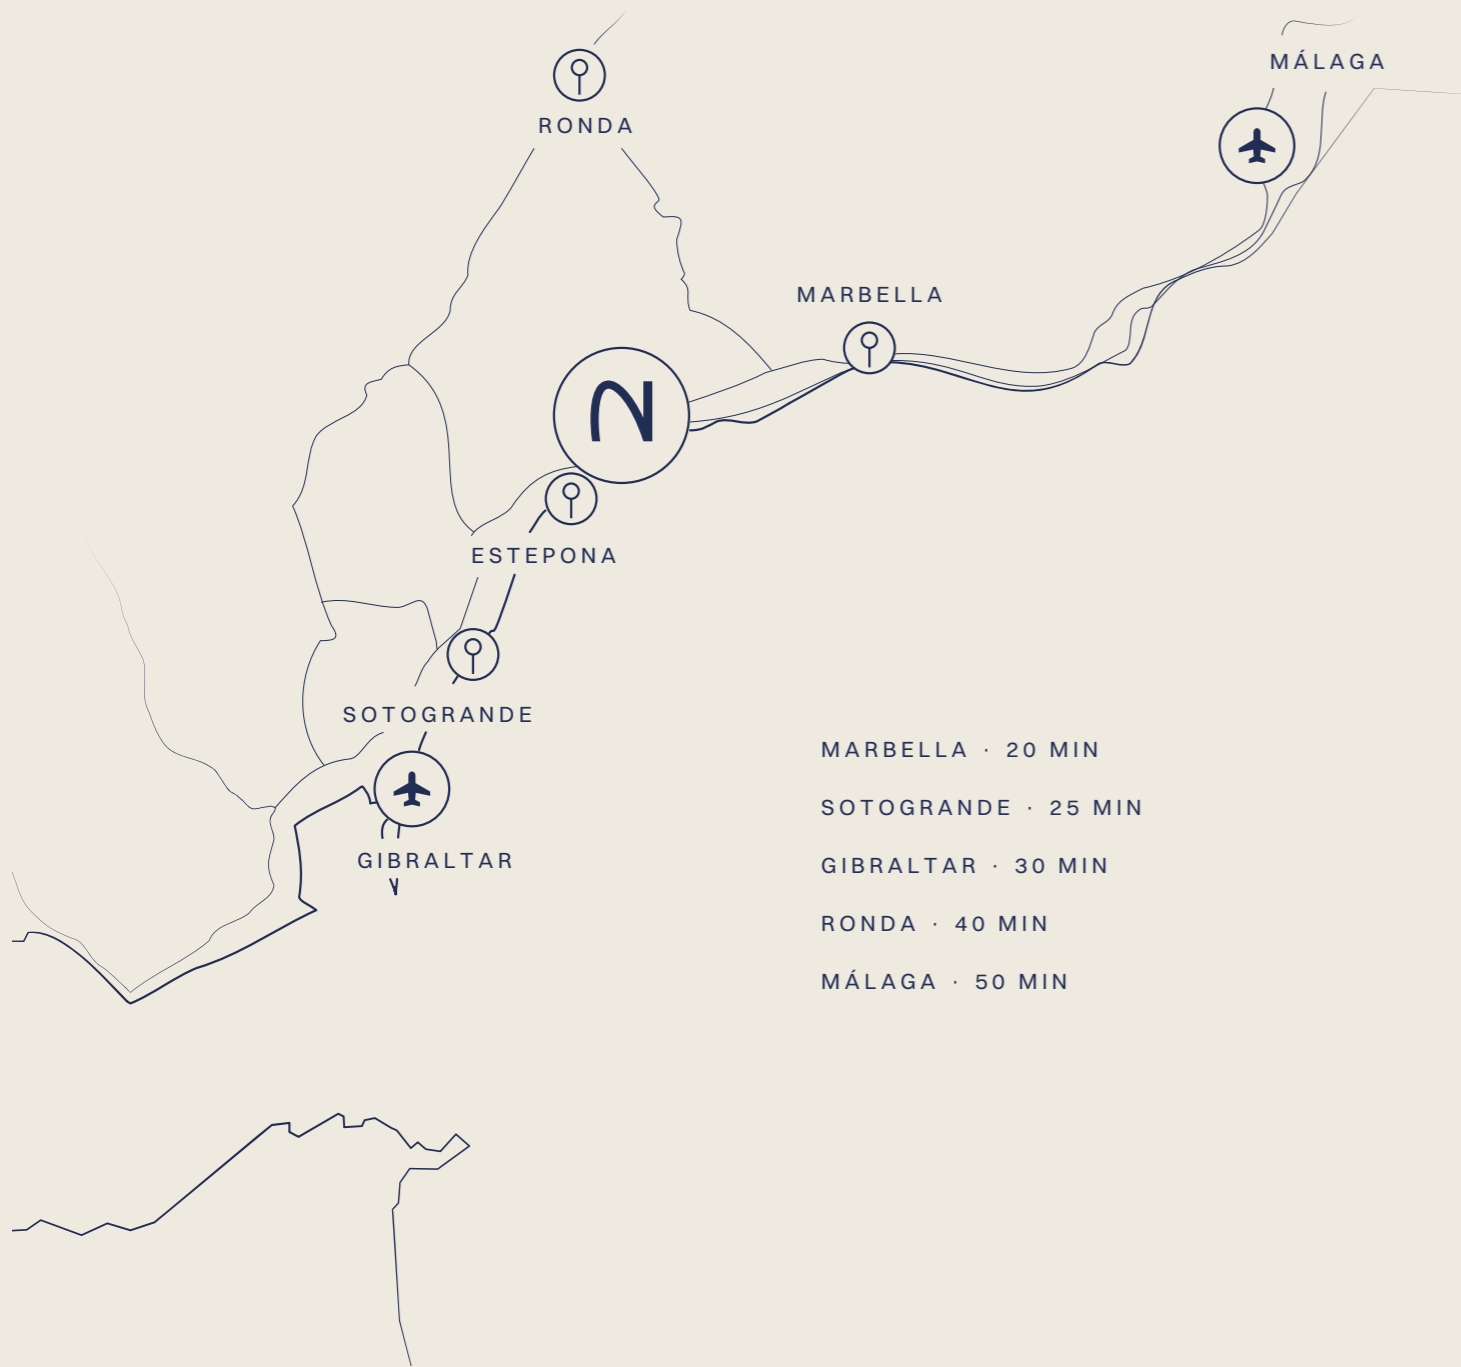 MÁLAGA
RONDA
MARBELLA
N
ESTEPONA
SOTOGRANDE
GIBRALTAR
MARBELLA · 20 MIN
SOTOGRANDE · 25 MIN
GIBRALTAR · 30 MIN
RONDA · 40 MIN
MÁLAGA · 50 MIN